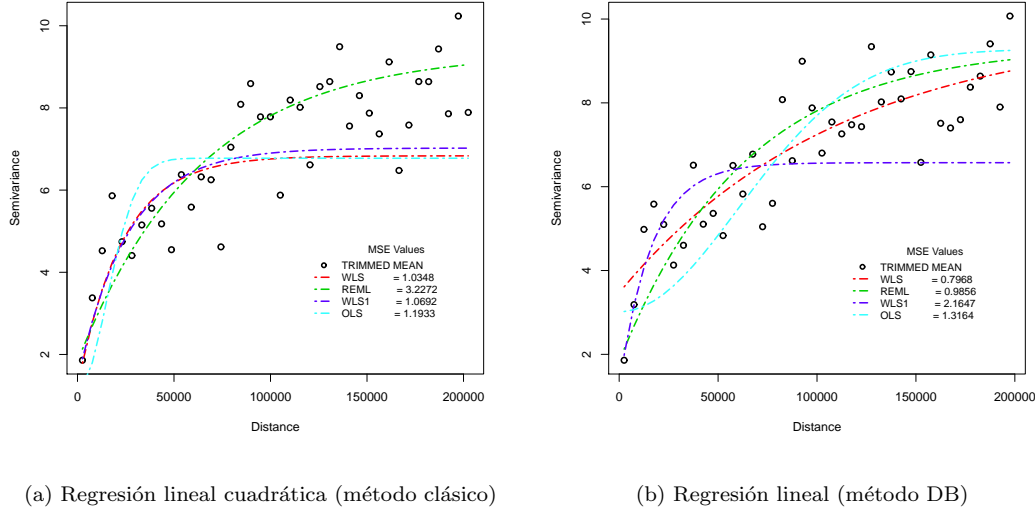 Semivariance
10
8
6
4
2
MSE Values
TRIMMED MEAN
WLS = 1.0348
REML = 3.2272
WLS1 = 1.0692
OLS = 1.1933
0 50000 100000 150000 200000
Distance
(a) Regresión lineal cuadrática (método clásico)
Semivariance
10
8
6
4
2
MSE Values
TRIMMED MEAN
WLS = 0.7968
REML = 0.9856
WLS1 = 2.1647
OLS = 1.3164
0 50000 100000 150000 200000
Distance
(b) Regresión lineal (método DB)